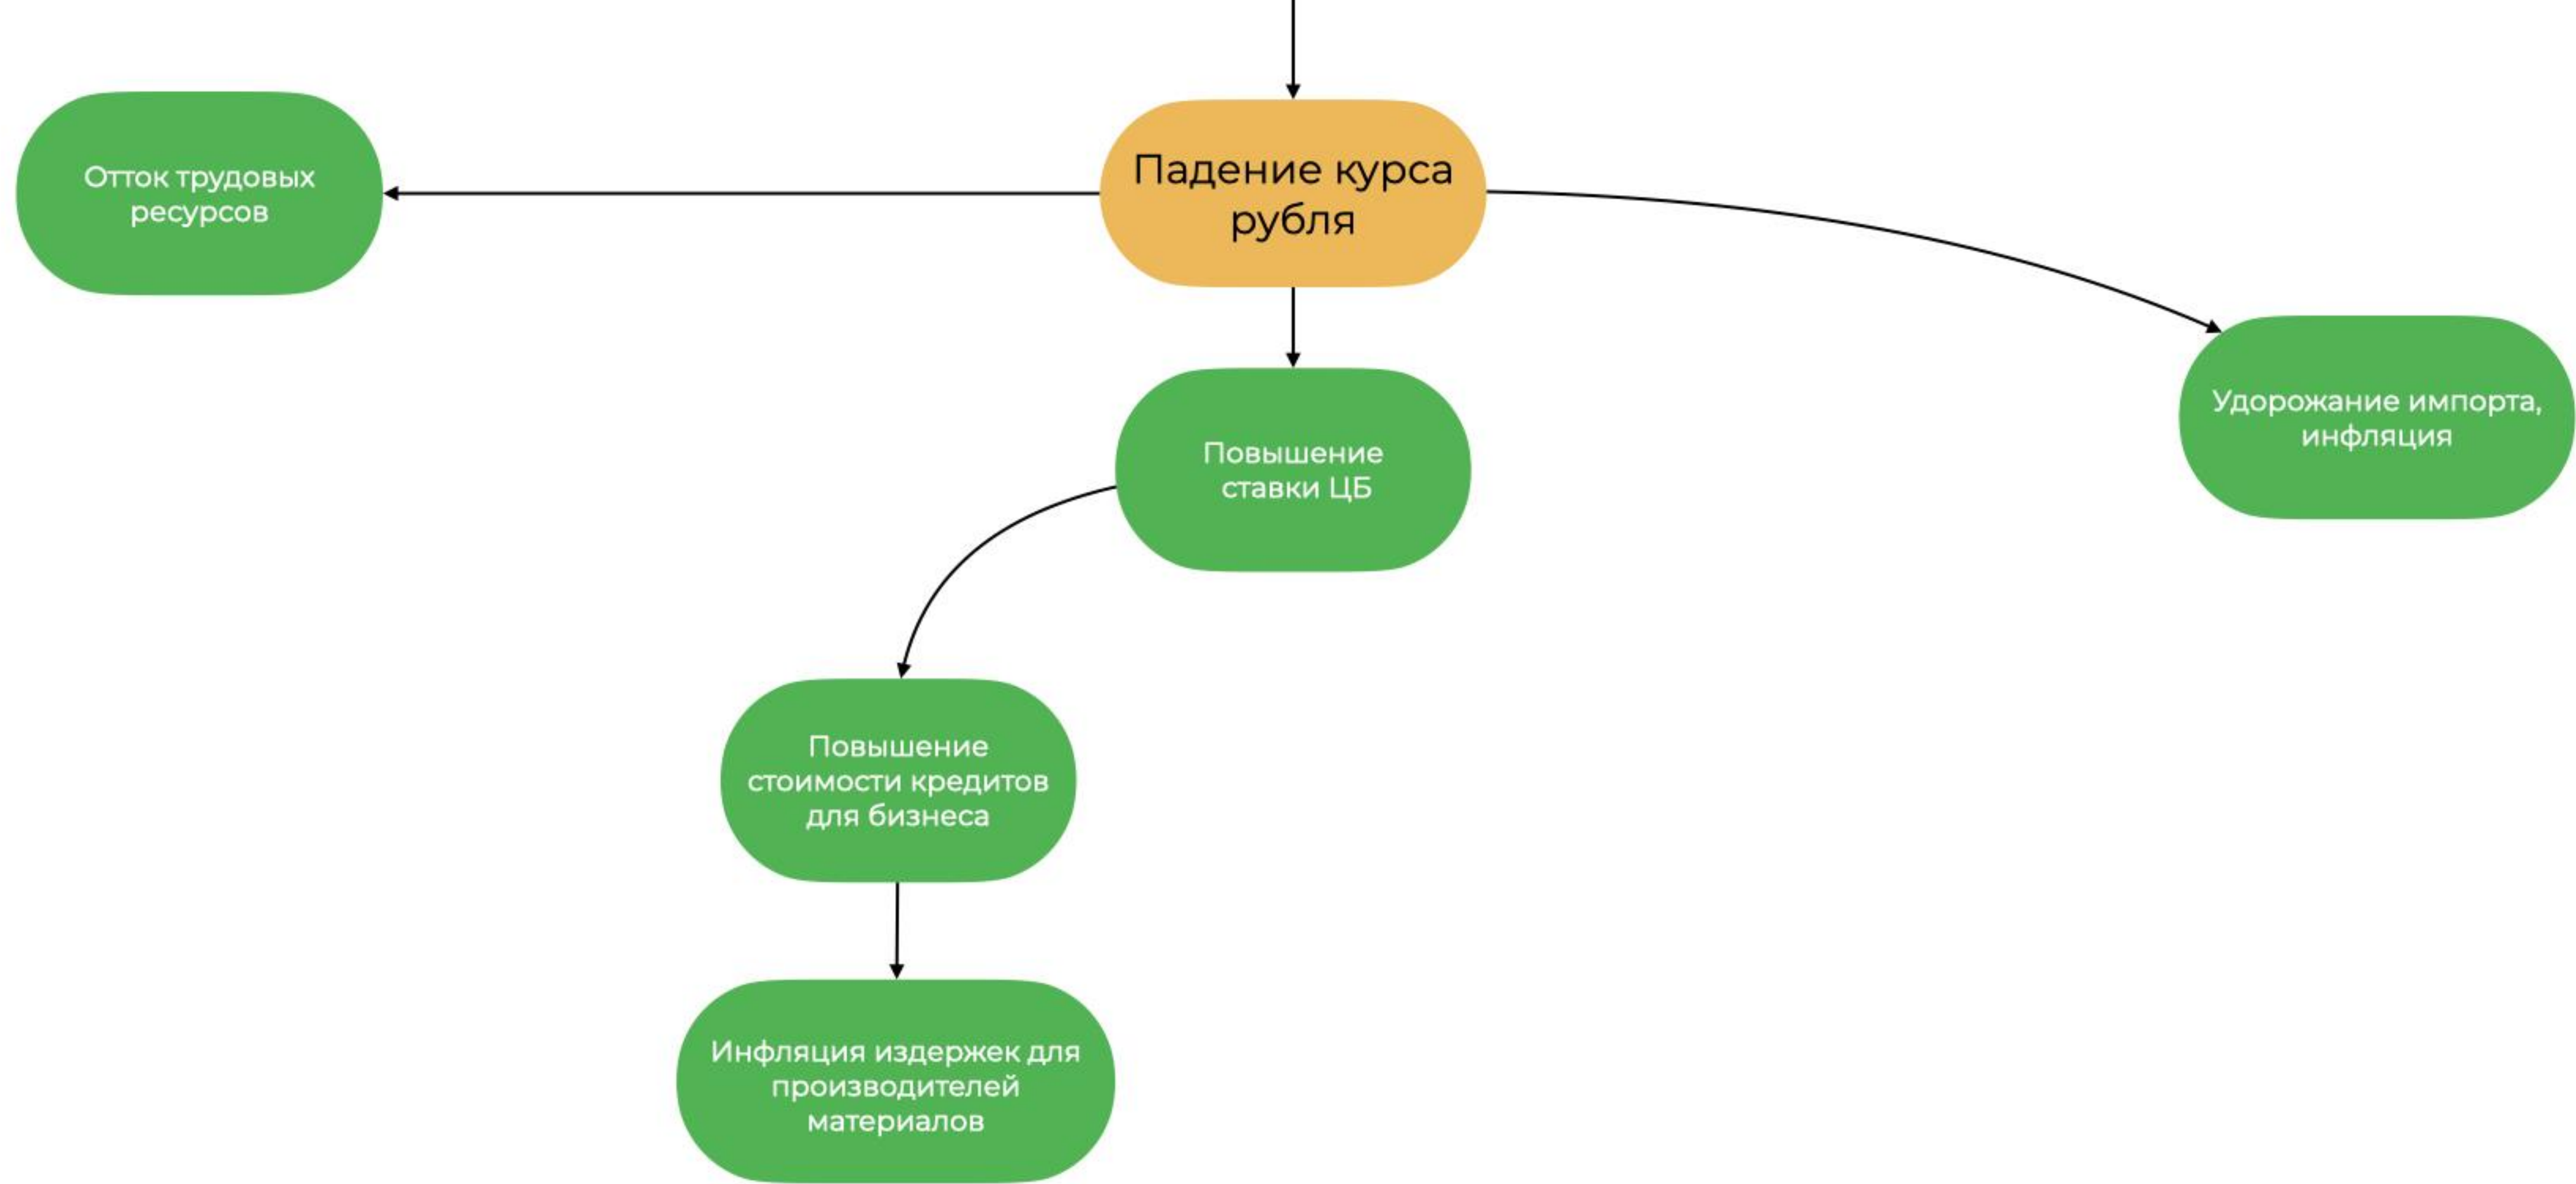 Падение курса
рубля
Отток трудовых
ресурсов
Удорожание импорта,
инфляция
Повышение
ставки ЦБ
Повышение
стоимости кредитов
для бизнеса
Инфляция издержек для
производителей
материалов